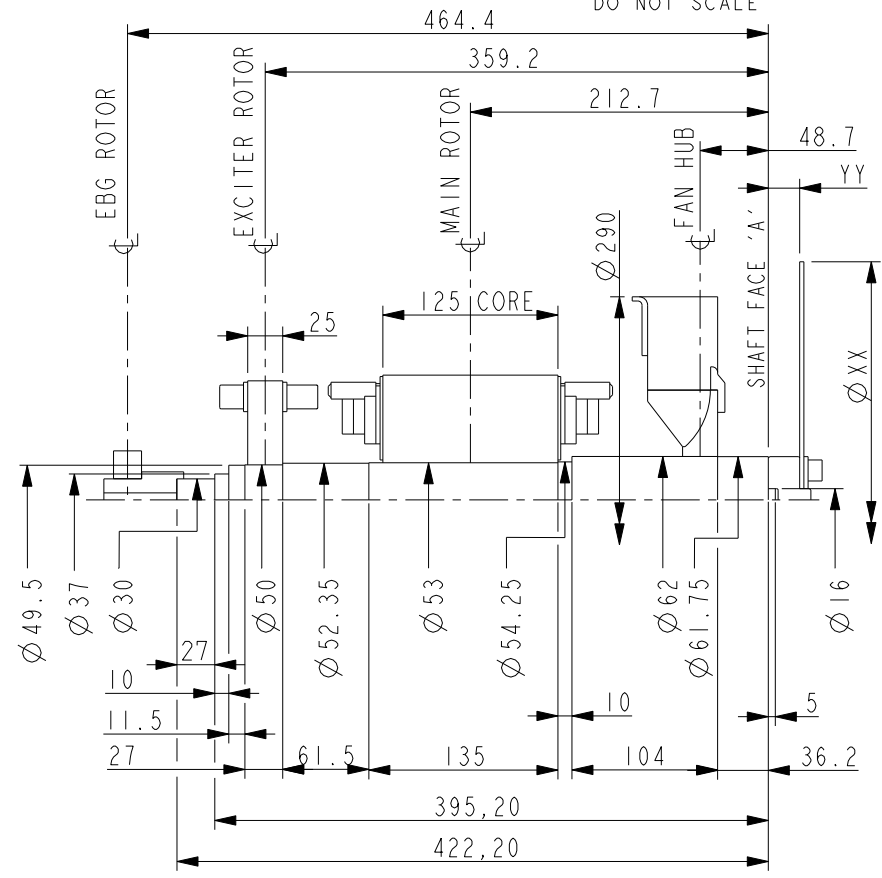 DO NOT SCALE
464.4
359.2
212.7
48.7
YY
EBG ROTOR
EXCITER ROTOR
MAIN ROTOR
FAN HUB
SHAFT FACE 'A'
Ø290
ØXX
125 CORE
25
Ø49.5
Ø37
Ø30
Ø50
Ø52.35
Ø53
Ø54.25
Ø62
Ø61.75
Ø16
27
10
11.5
27
61.5
135
10
104
5
36.2
395,20
422,20